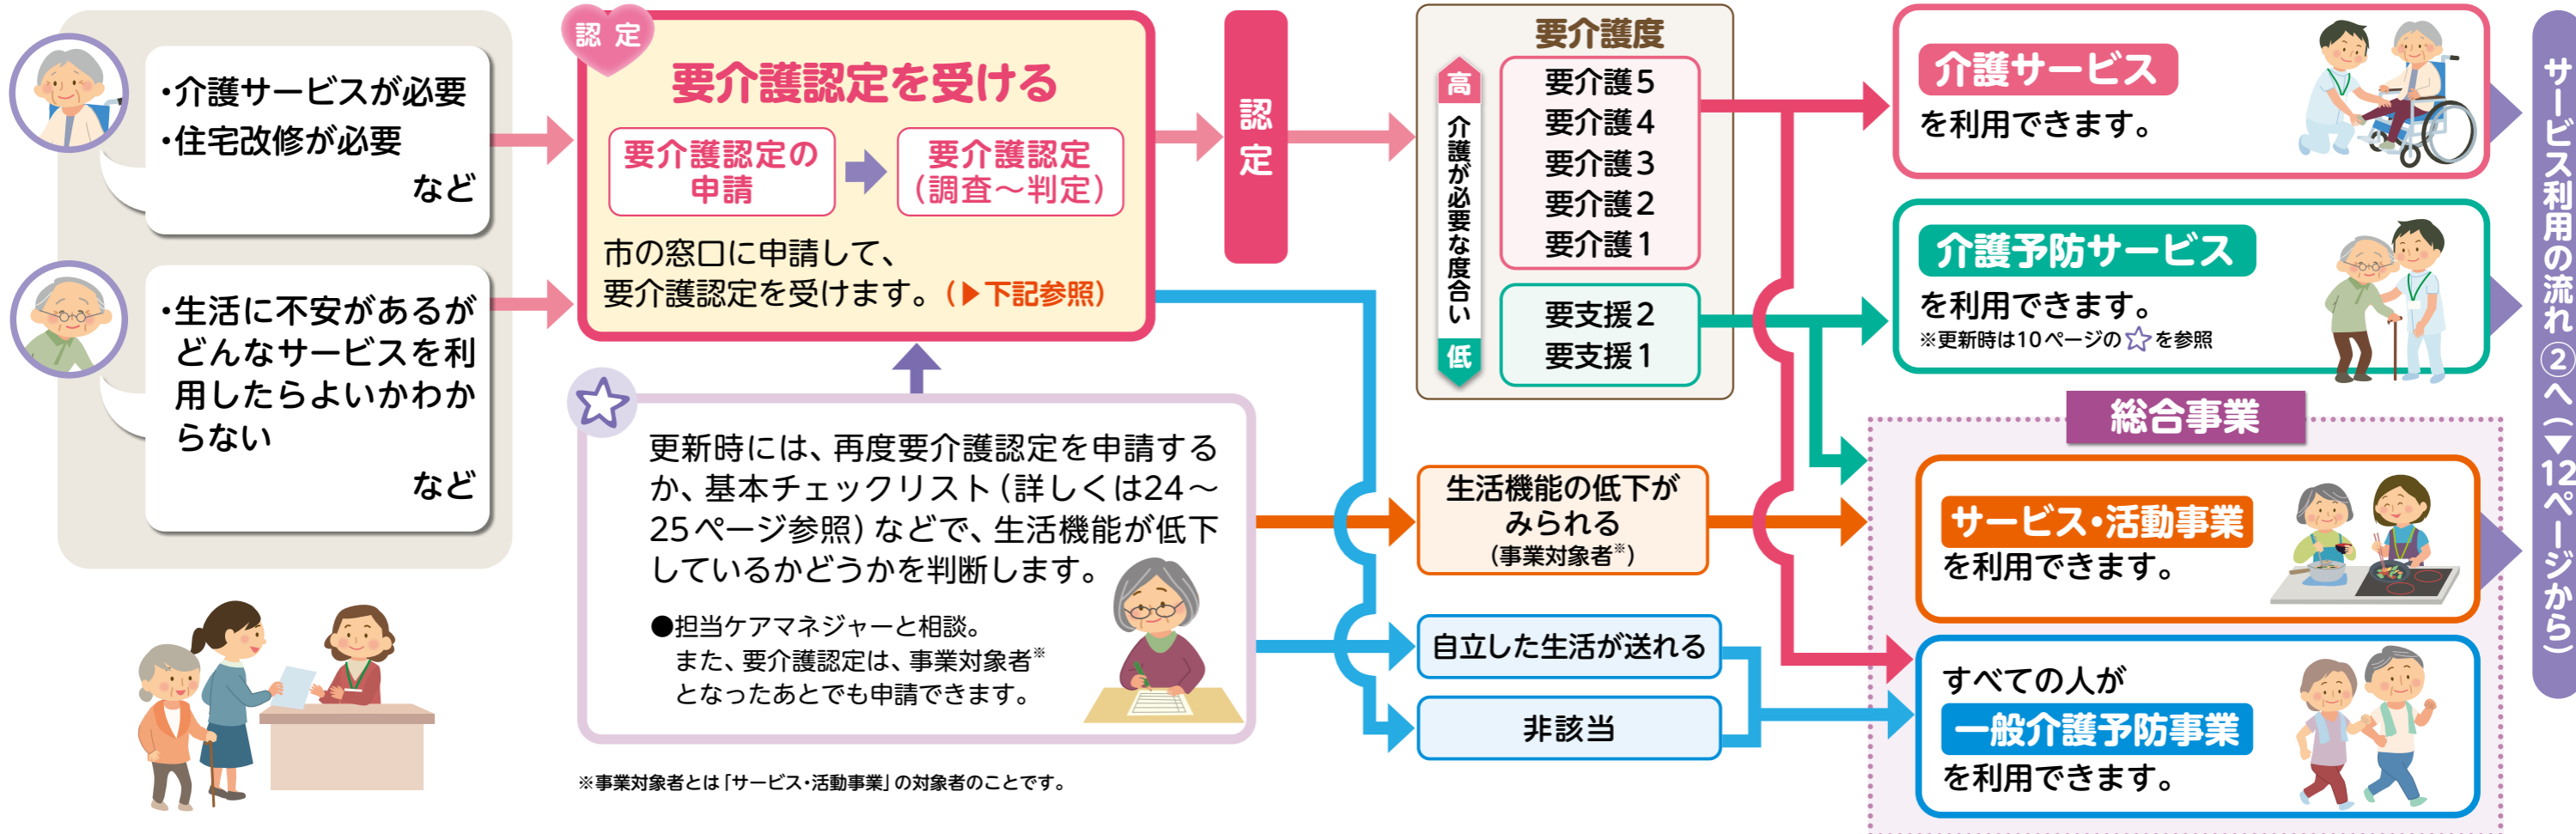 ・介護サービスが必要
・住宅改修が必要
など
・生活に不安があるが
どんなサービスを利
用したらよいかわか
らない
など
認 定
要介護認定を受ける
要介護認定の
申請
要介護認定
(調査～判定)
市の窓口に申請して、
要介護認定を受けます。(▶下記参照)
☆
更新時には、再度要介護認定を申請する
か、基本チェックリスト(詳しくは24～
25ページ参照)などで、生活機能が低下
しているかどうかを判断します。
●担当ケアマネジャーと相談。
また、要介護認定は、事業対象者※
となったあとでも申請できます。
※事業対象者とは「サービス・活動事業」の対象者のことです。
認定
要介護度
高
介護が必要な度合い
低
要介護5
要介護4
要介護3
要介護2
要介護1
要支援2
要支援1
生活機能の低下が
みられる
(事業対象者※)
自立した生活が送れる
非該当
介護サービス
を利用できます。
介護予防サービス
を利用できます。
※更新時は10ページの☆を参照
総合事業
サービス・活動事業
を利用できます。
すべての人が
一般介護予防事業
を利用できます。
サービス利用の流れ②へ(▼12ページから)